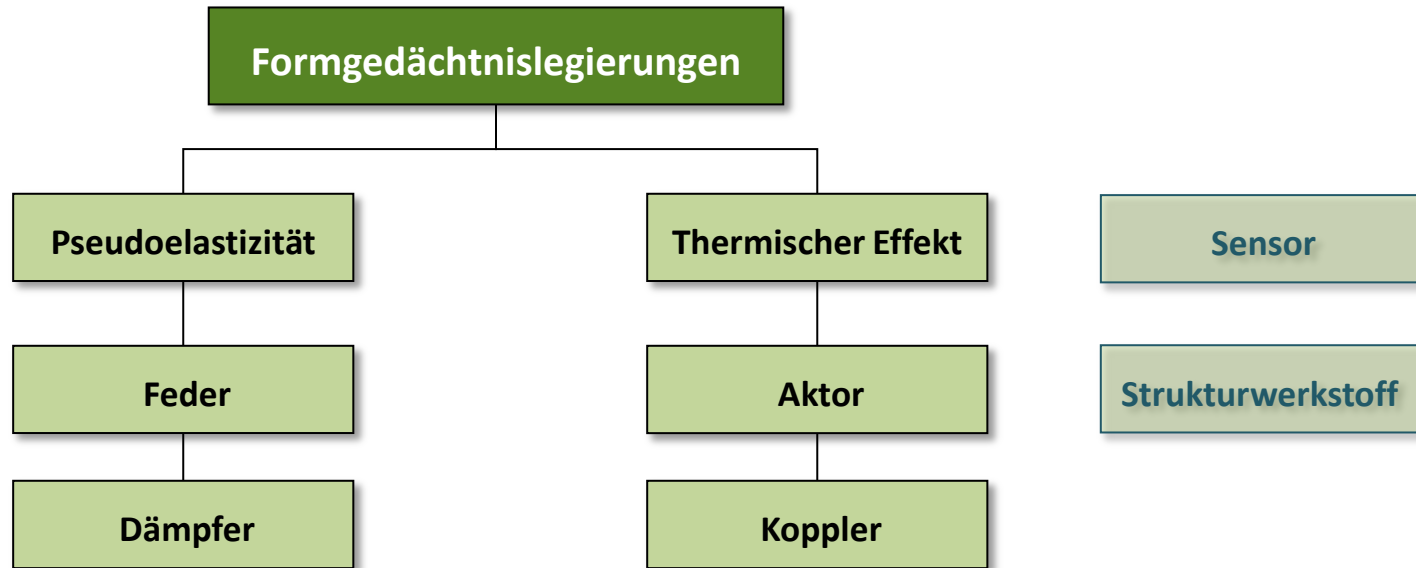 Formgedächtnislegierungen
Pseudoelastizität
Thermischer Effekt
Sensor
Feder
Aktor
Strukturwerkstoff
Dämpfer
Koppler